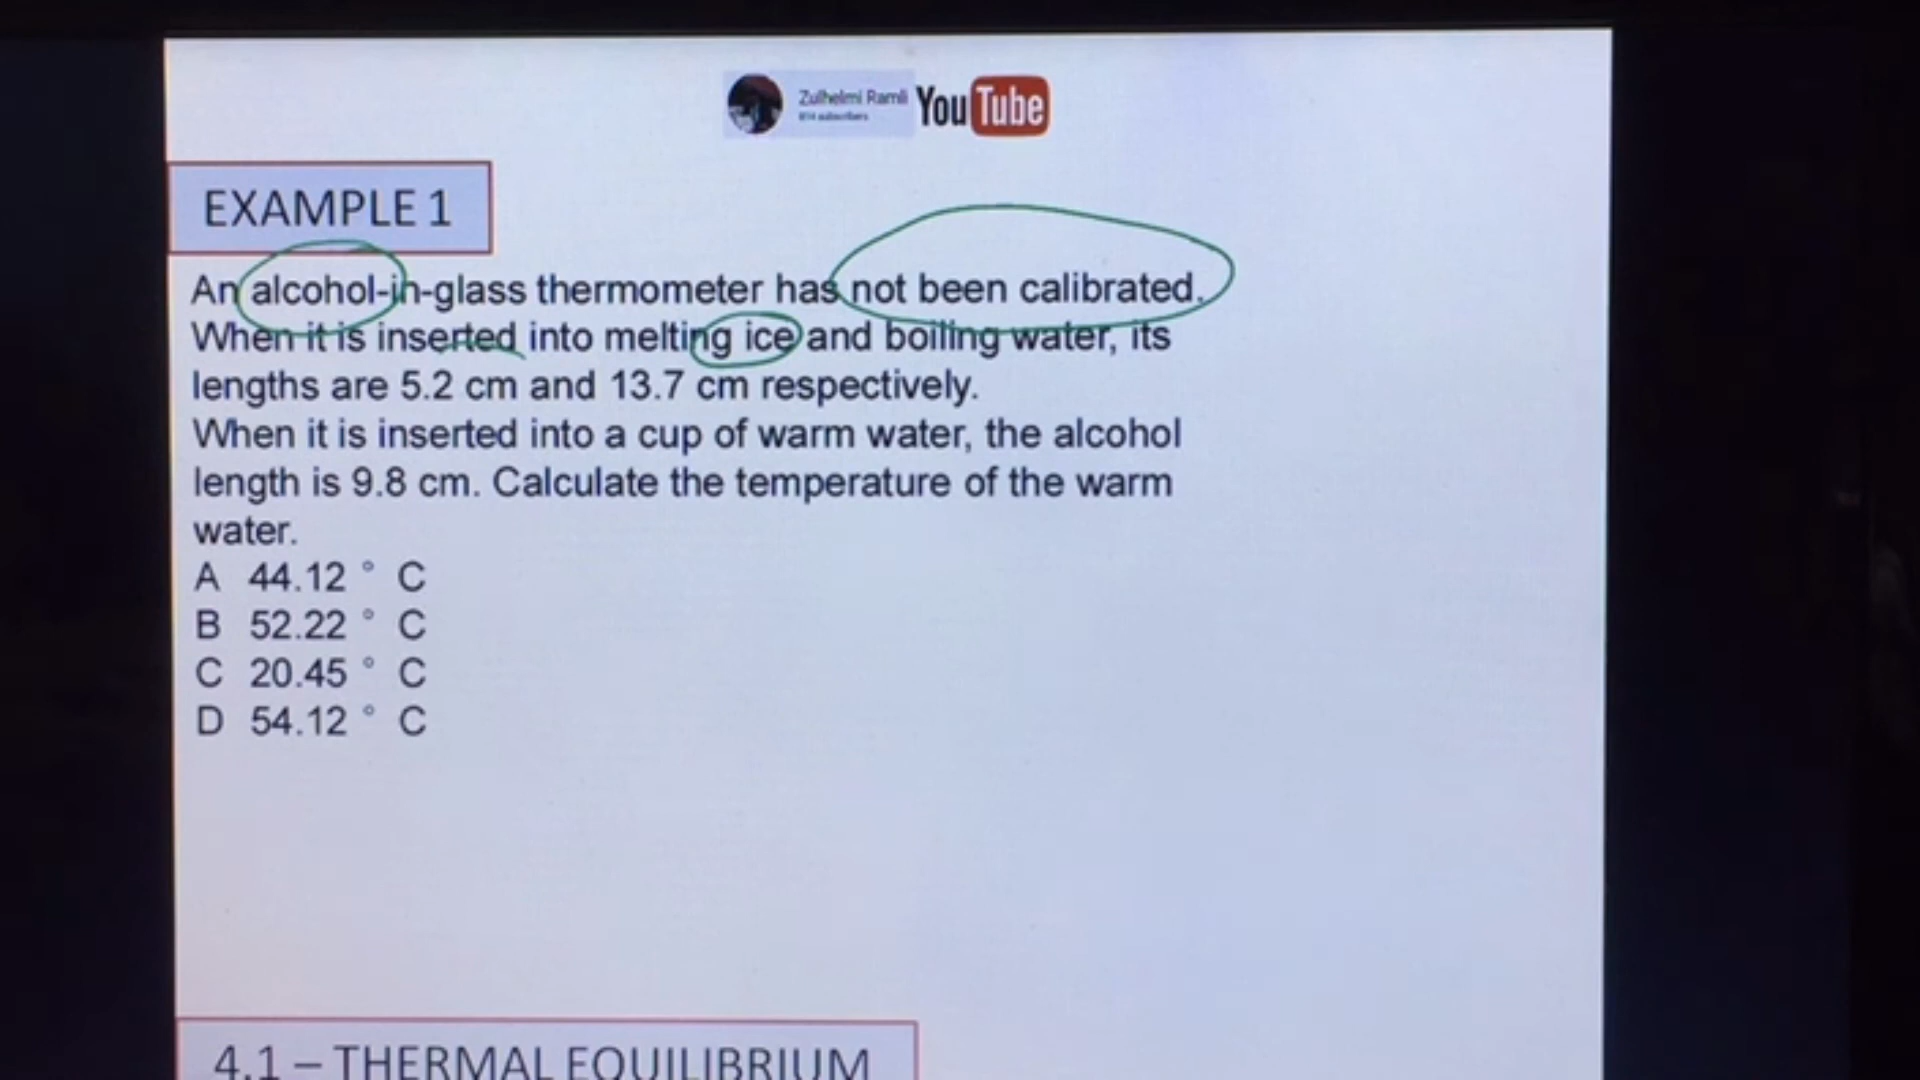 Zulhelmi Ramli
814 subscribers
YouTube
EXAMPLE 1
An alcohol-in-glass thermometer has not been calibrated.
When it is inserted into melting ice and boiling water, its
lengths are 5.2 cm and 13.7 cm respectively.
When it is inserted into a cup of warm water, the alcohol
length is 9.8 cm. Calculate the temperature of the warm
water.
A 44.12 ° C
B 52.22 ° C
C 20.45 ° C
D 54.12 ° C
4.1 – THERMAL EQUILIBRIUM